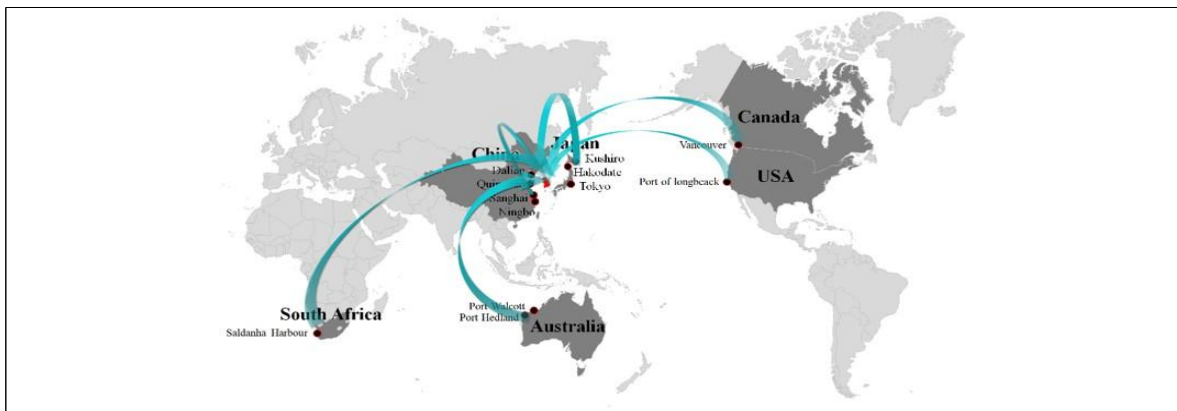 Canada
Vancouver
USA
Port of longbeack
Japan
Kushiro
Hakodate
Tokyo
China
Dalian
Sanghai
Ningbo
Port Walcott
Port Hedland
Australia
South Africa
Saldanha Harbour